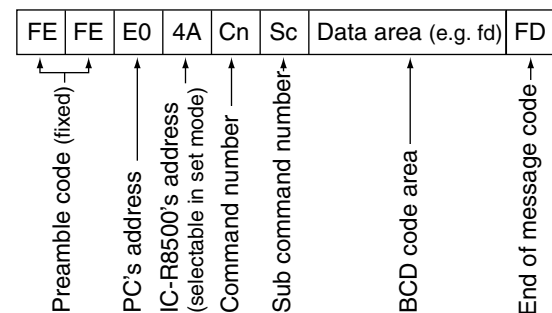 FE FE E0 4A Cn Sc Data area (e.g. fd) FD
Preamble code (fixed)
PC's address
IC-R8500's address
(selectable in set mode)
Command number
Sub command number
BCD code area
End of message code